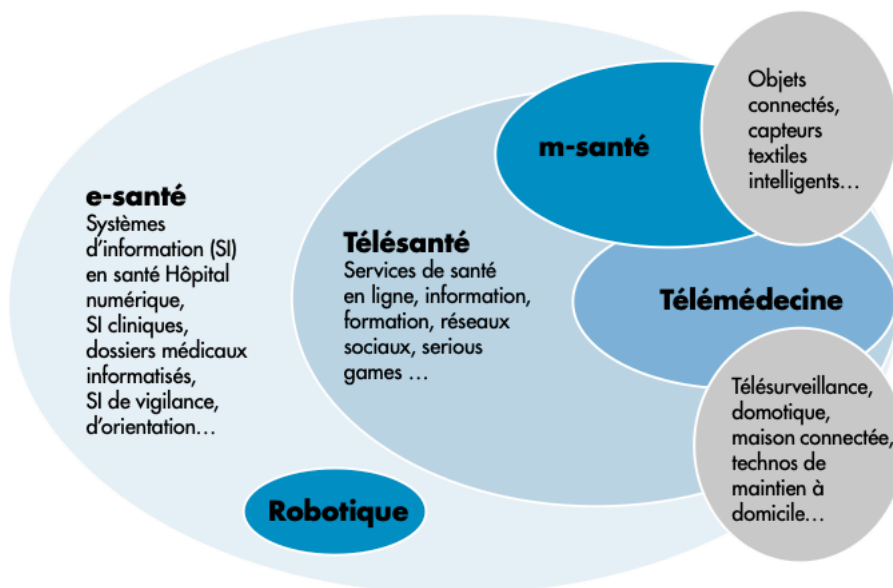 e-santé
Systèmes
d'information (SI)
en santé Hôpital
numérique,
SI cliniques,
dossiers médicaux
informatisés,
SI de vigilance,
d'orientation…
Télésanté
Services de santé
en ligne, information,
formation, réseaux
sociaux, serious
games …
m-santé
Objets
connectés,
capteurs
textiles
intelligents…
Télémédecine
Télésurveillance,
domotique,
maison connectée,
technos de
maintien à
domicile…
Robotique